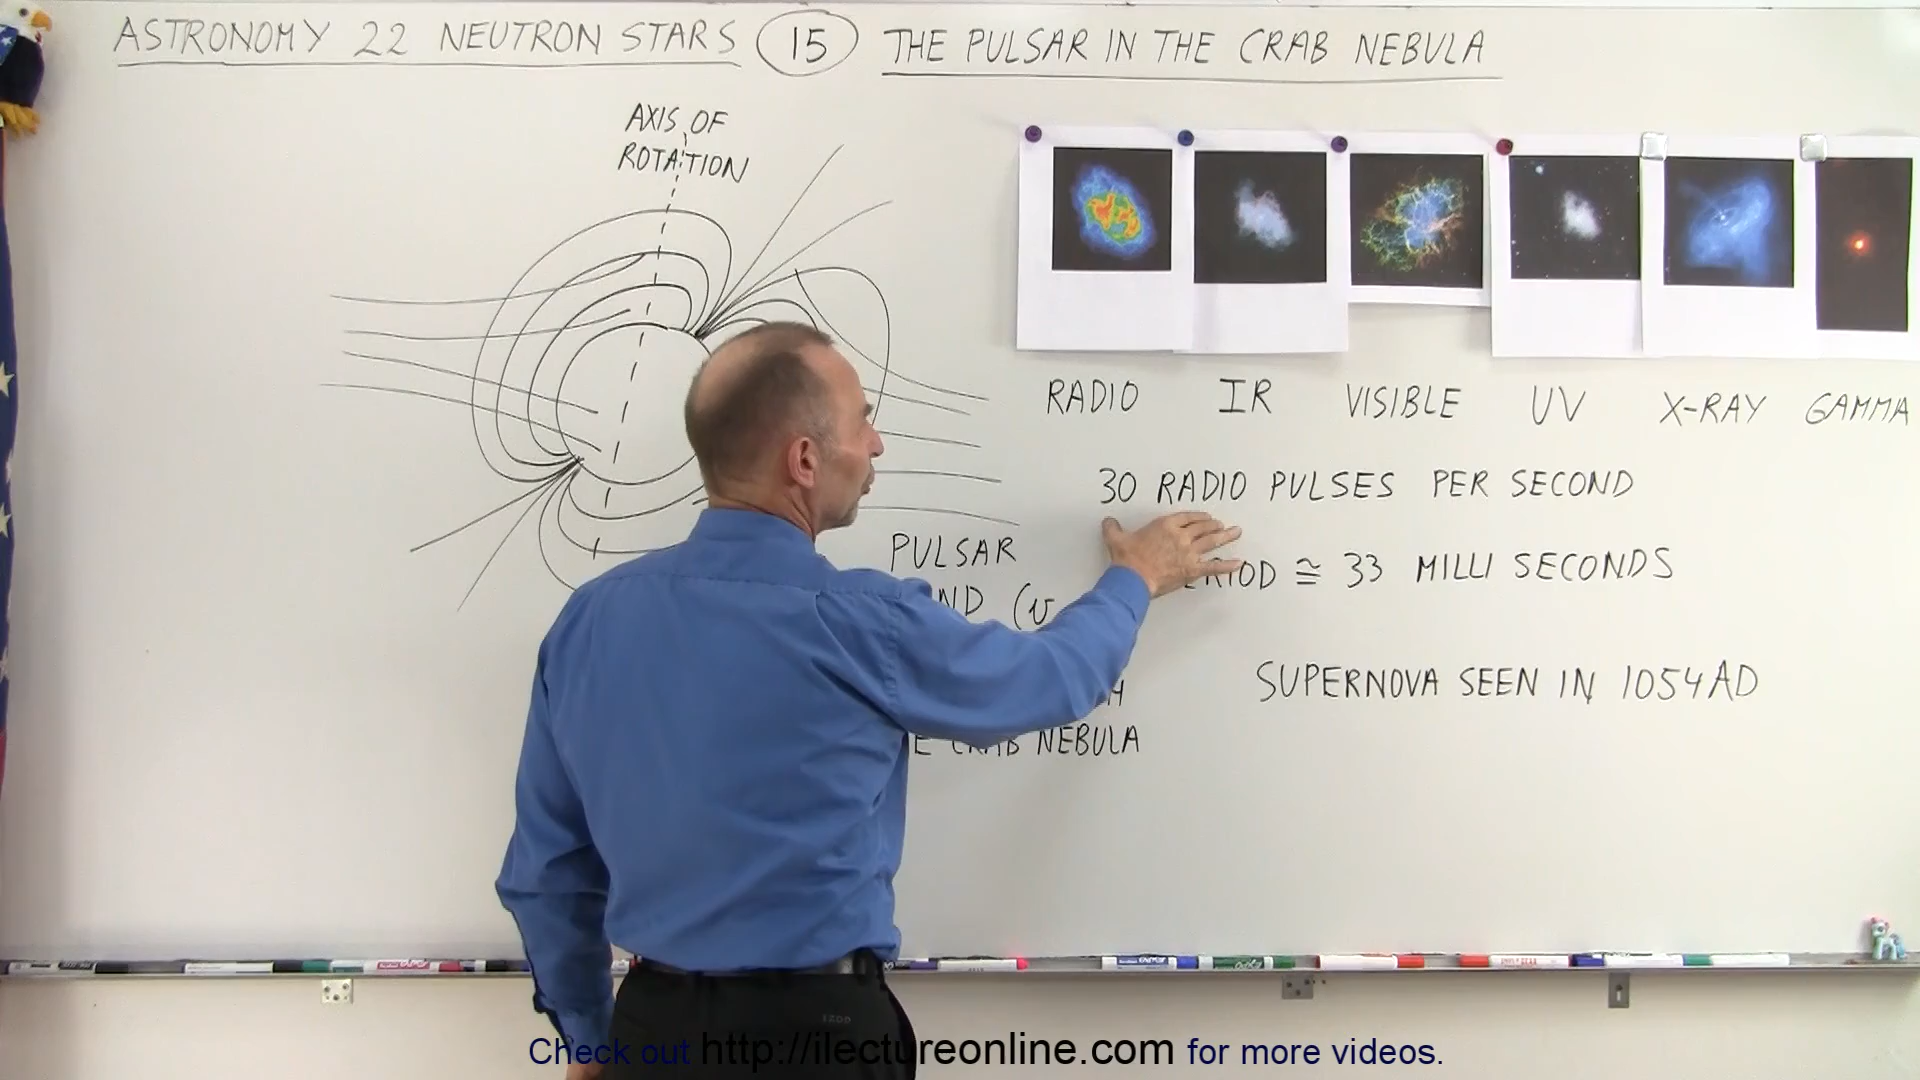 ASTRONOMY 22 NEUTRON STARS 15 THE PULSAR IN THE CRAB NEBULA
AXIS OF
ROTATION
RADIO IR VISIBLE UV X-RAY GAMMA
30 RADIO PULSES PER SECOND
≅ 33 MILLI SECONDS
PULSAR
(v
SUPERNOVA SEEN IN 1054AD
NEBULA
IZOD
Check out http://ilectureonline.com for more videos.